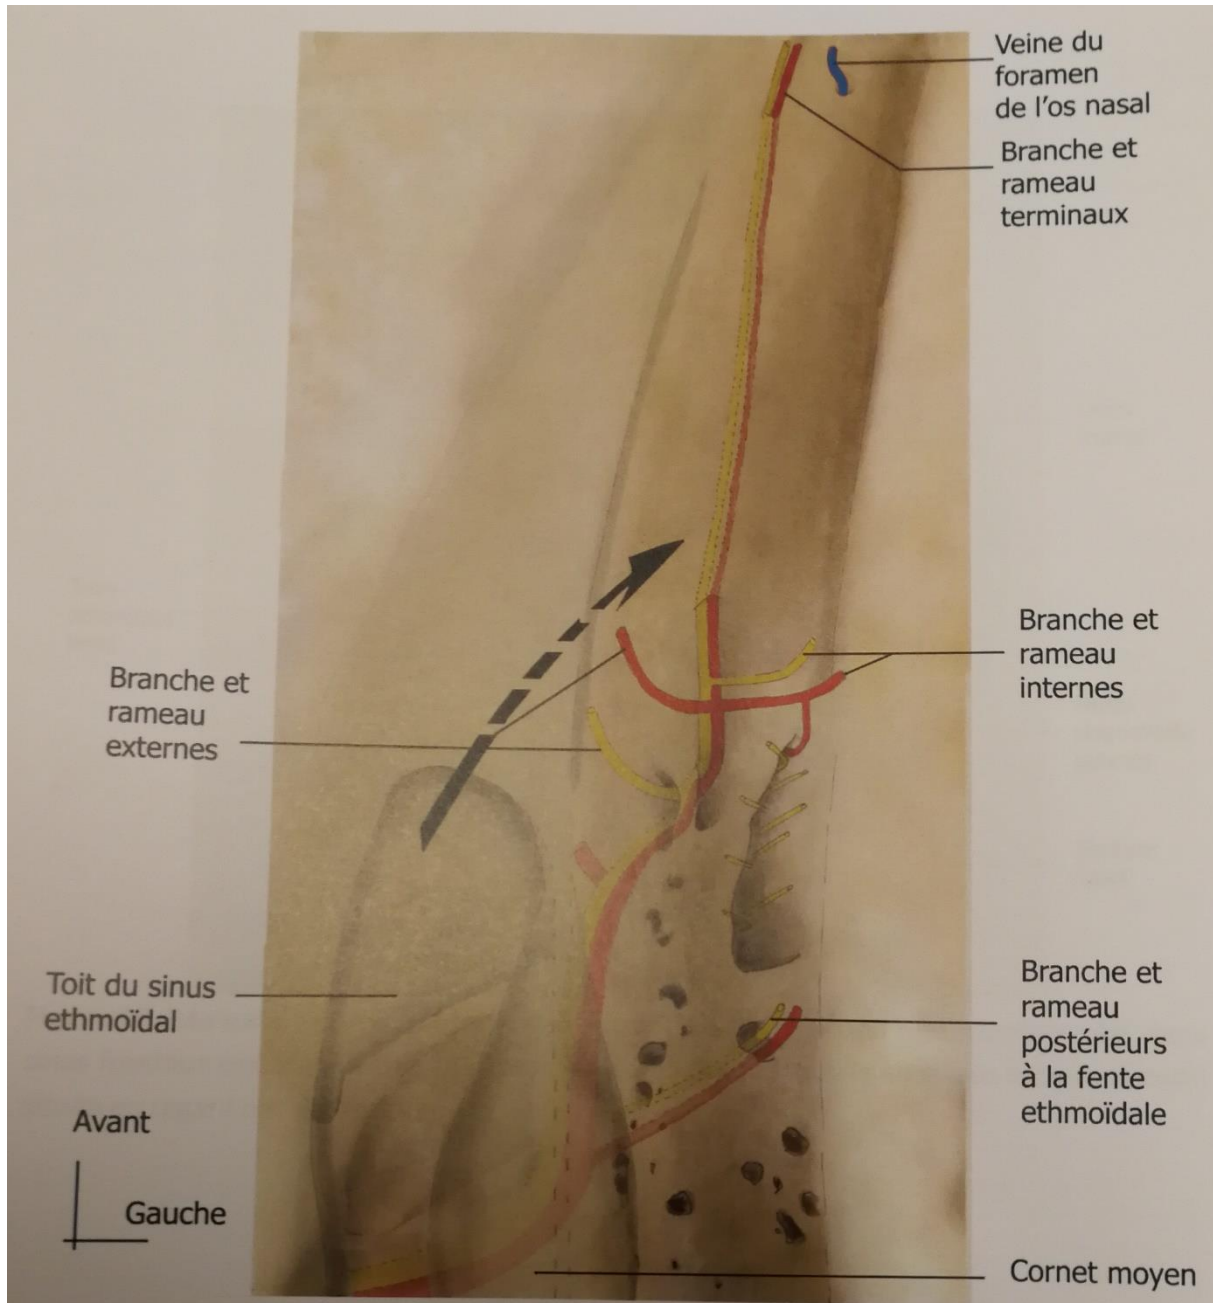 Veine du
foramen
de l'os nasal
Branche et
rameau
terminaux
Branche et
rameau
internes
Branche et
rameau
externes
Branche et
rameau
postérieurs
à la fente
ethmoïdale
Toit du sinus
ethmoïdal
Avant
Gauche
Cornet moyen